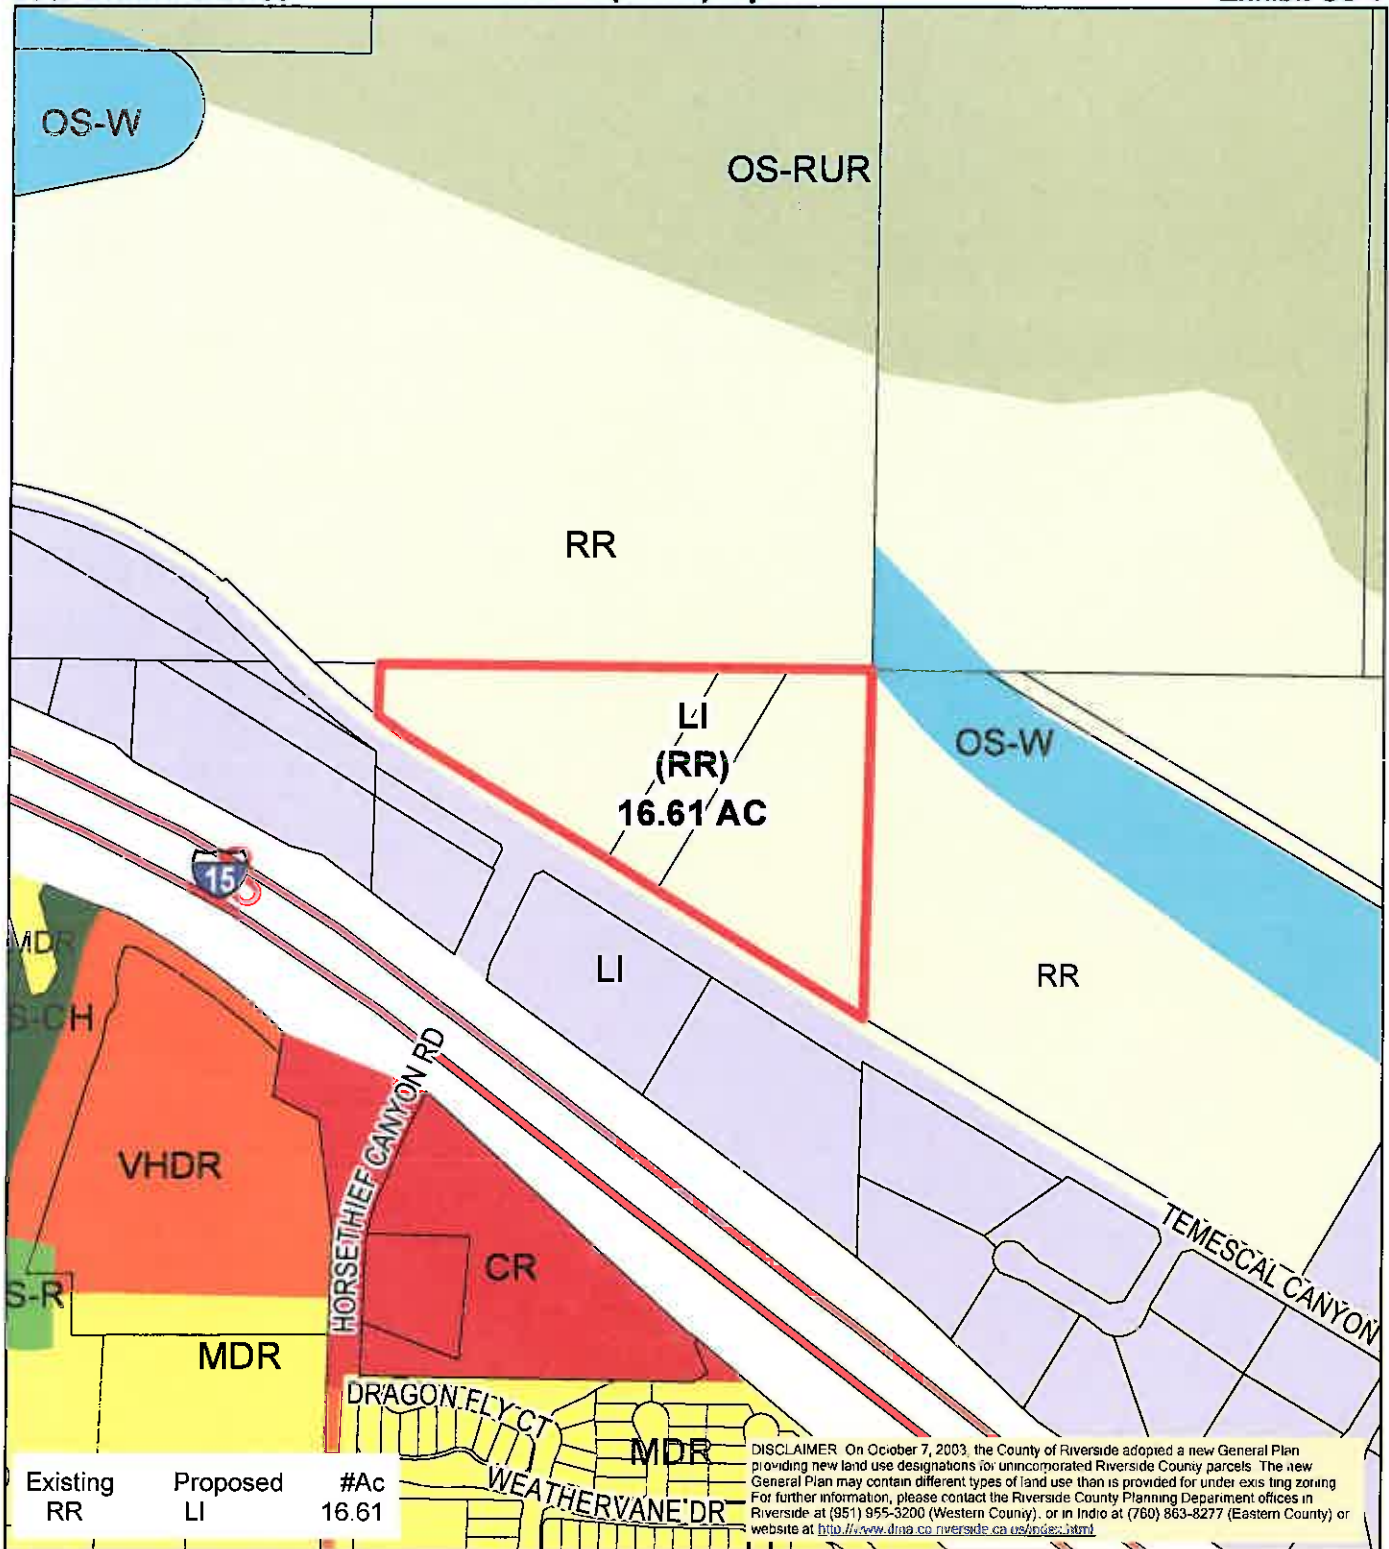 OS-W
OS-RUR
RR
LI
(RR)
16.61 AC
OS-W
15
MDR
LI
RR
S-CH
HORSETHIEF CANYON RD
VHDR
TEMESCAL CANYON
CR
S-R
MDR
DRAGON FLY CT
MDR
WEATHERVANE DR
Existing Proposed #Ac
RR LI 16.61
DISCLAIMER On October 7, 2003, the County of Riverside adopted a new General Plan
providing new land use designations for unincorporated Riverside County parcels. The new
General Plan may contain different types of land use than is provided for under exis ting zoning
For further information, please contact the Riverside County Planning Department offices in
Riverside at (951) 955-3200 (Western County), or in Indio at (760) 863-8277 (Eastern County) or
website at